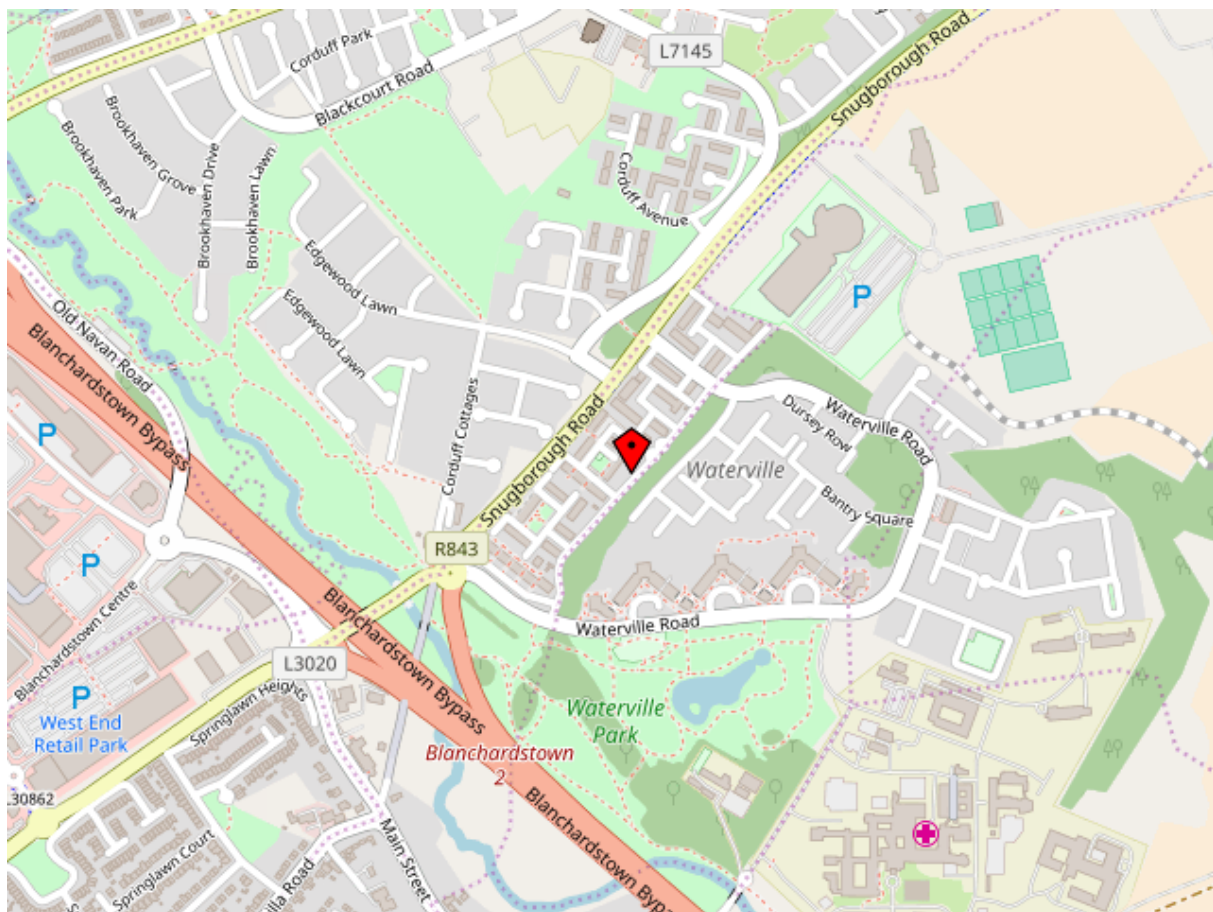 Corduff Park
L7145
Blackcourt Road
Snugborough Road
Brookhaven Grove
Brookhaven Park
Brookhaven Drive
Brookhaven Lawn
Corduff Avenue
P
Edgewood Lawn
Edgewood Lawn
Old Navan Road
Blanchardstown Bypass
P
Corduff Cottages
Snugborough Road
Dursey Row
Waterville Road
Waterville
Bantry Square
R843
P
Blanchardstown Centre
Blanchardstown Bypass
Waterville Road
L3020
Springlawn Heights
P
West End
Retail Park
Blanchardstown Bypass
Waterville
Park
Blanchardstown
2
L30862
Blanchardstown Byp
Springlawn Court
Main Street
Road